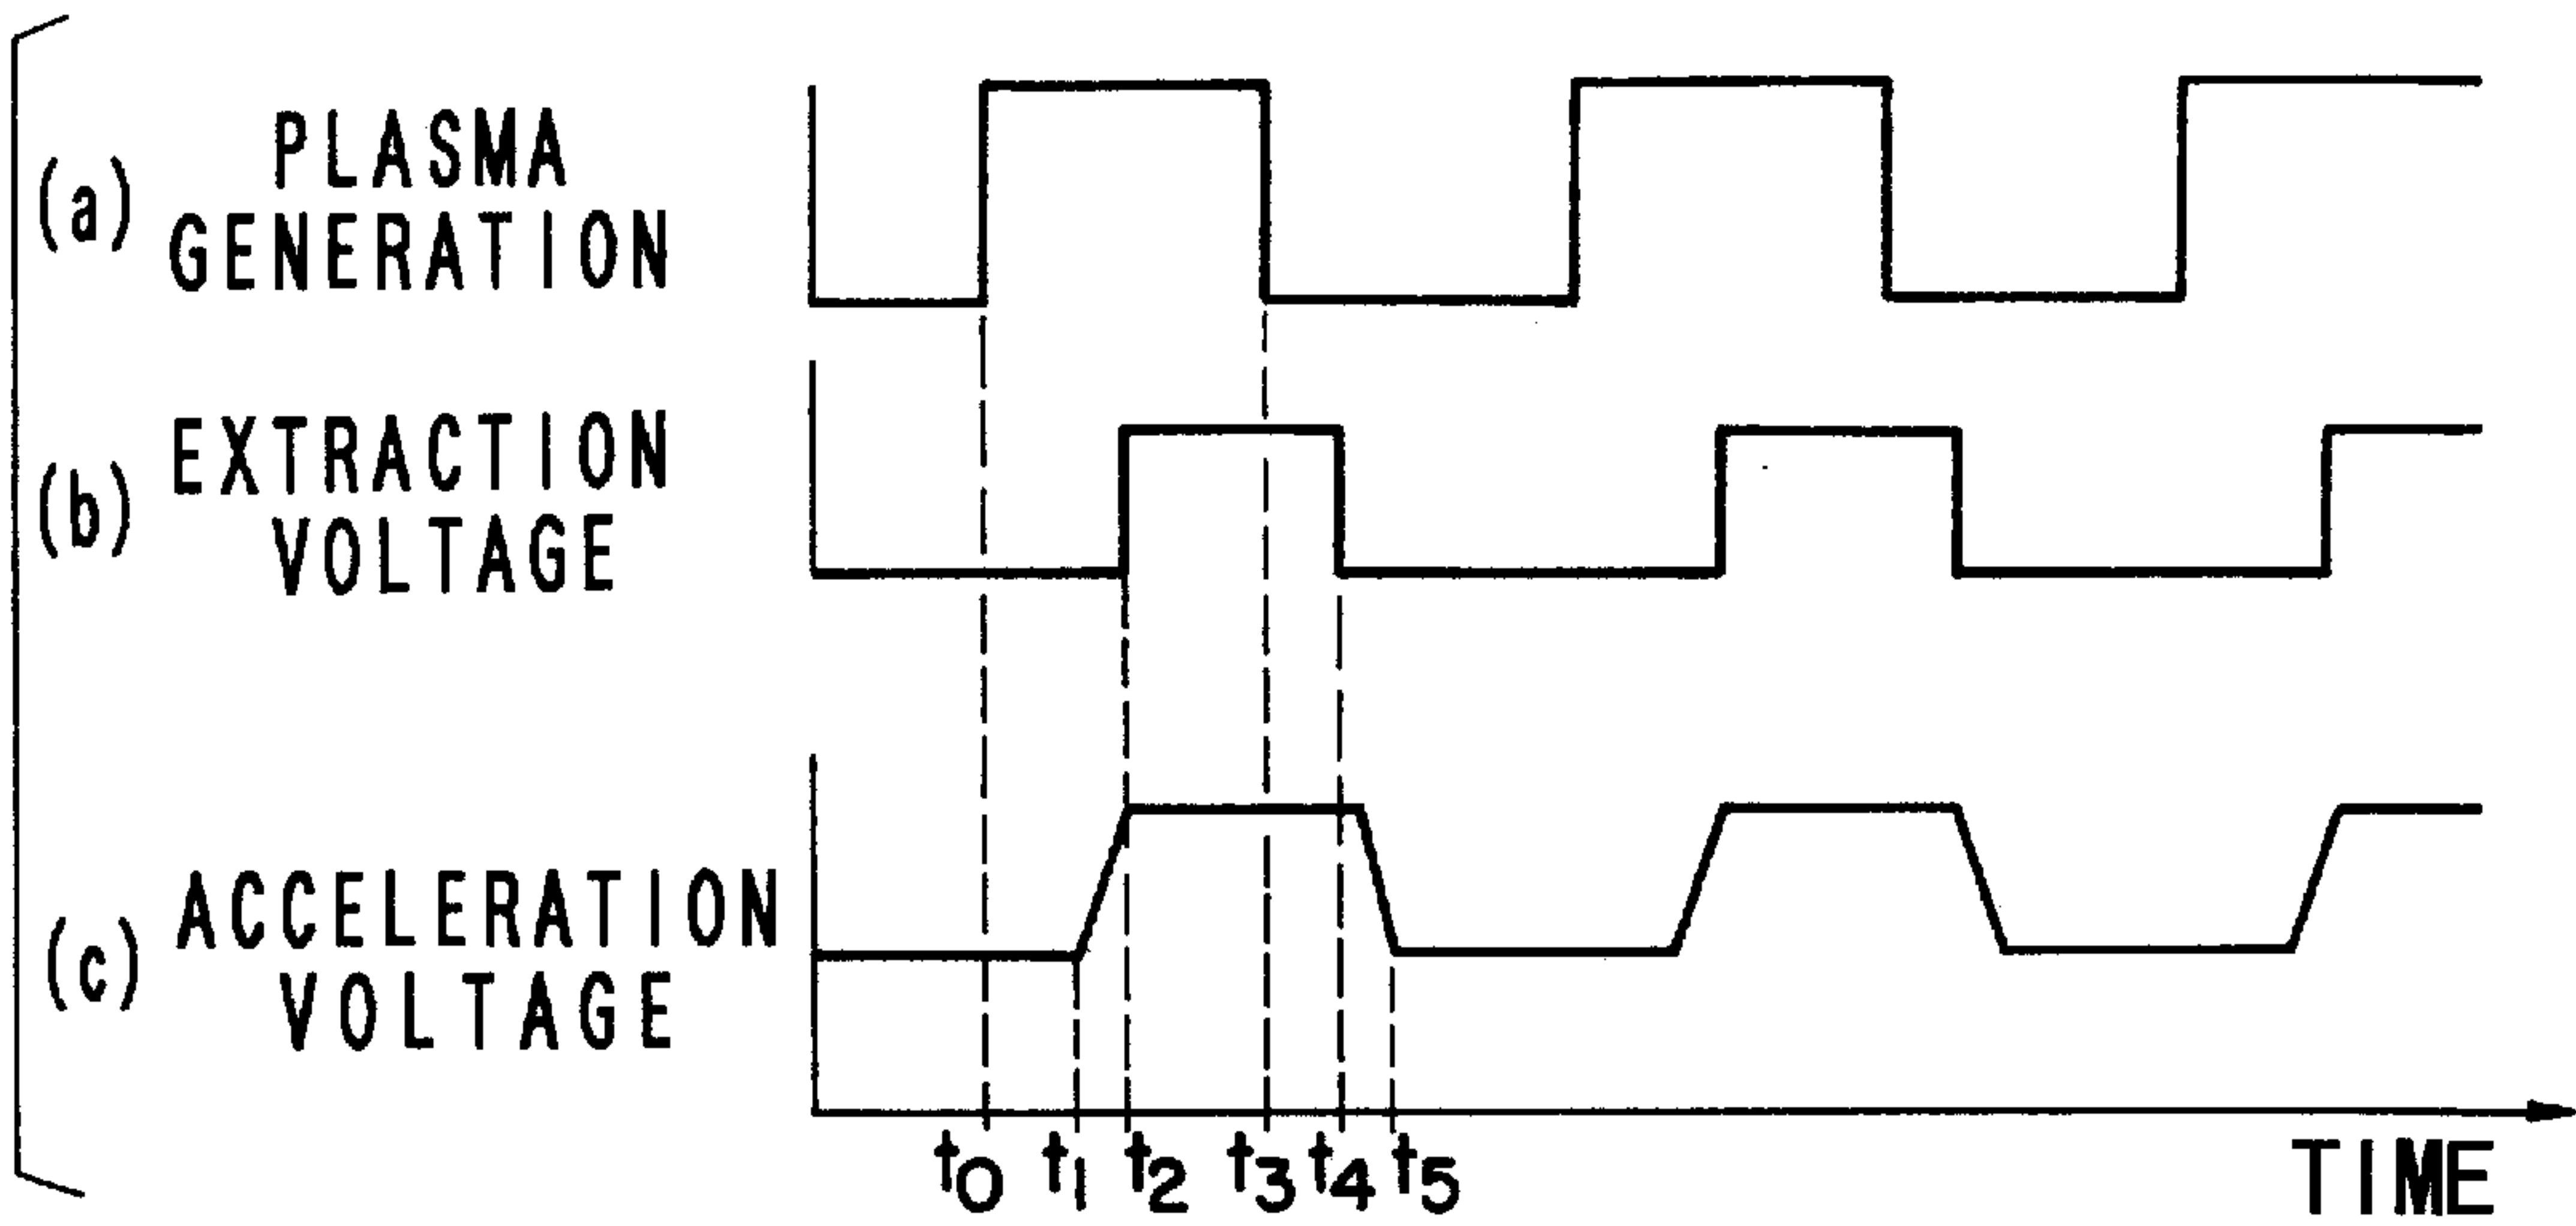 (a) PLASMA
GENERATION
(b) EXTRACTION
VOLTAGE
(c) ACCELERATION
VOLTAGE
t0 t1 t2 t3 t4 t5
TIME